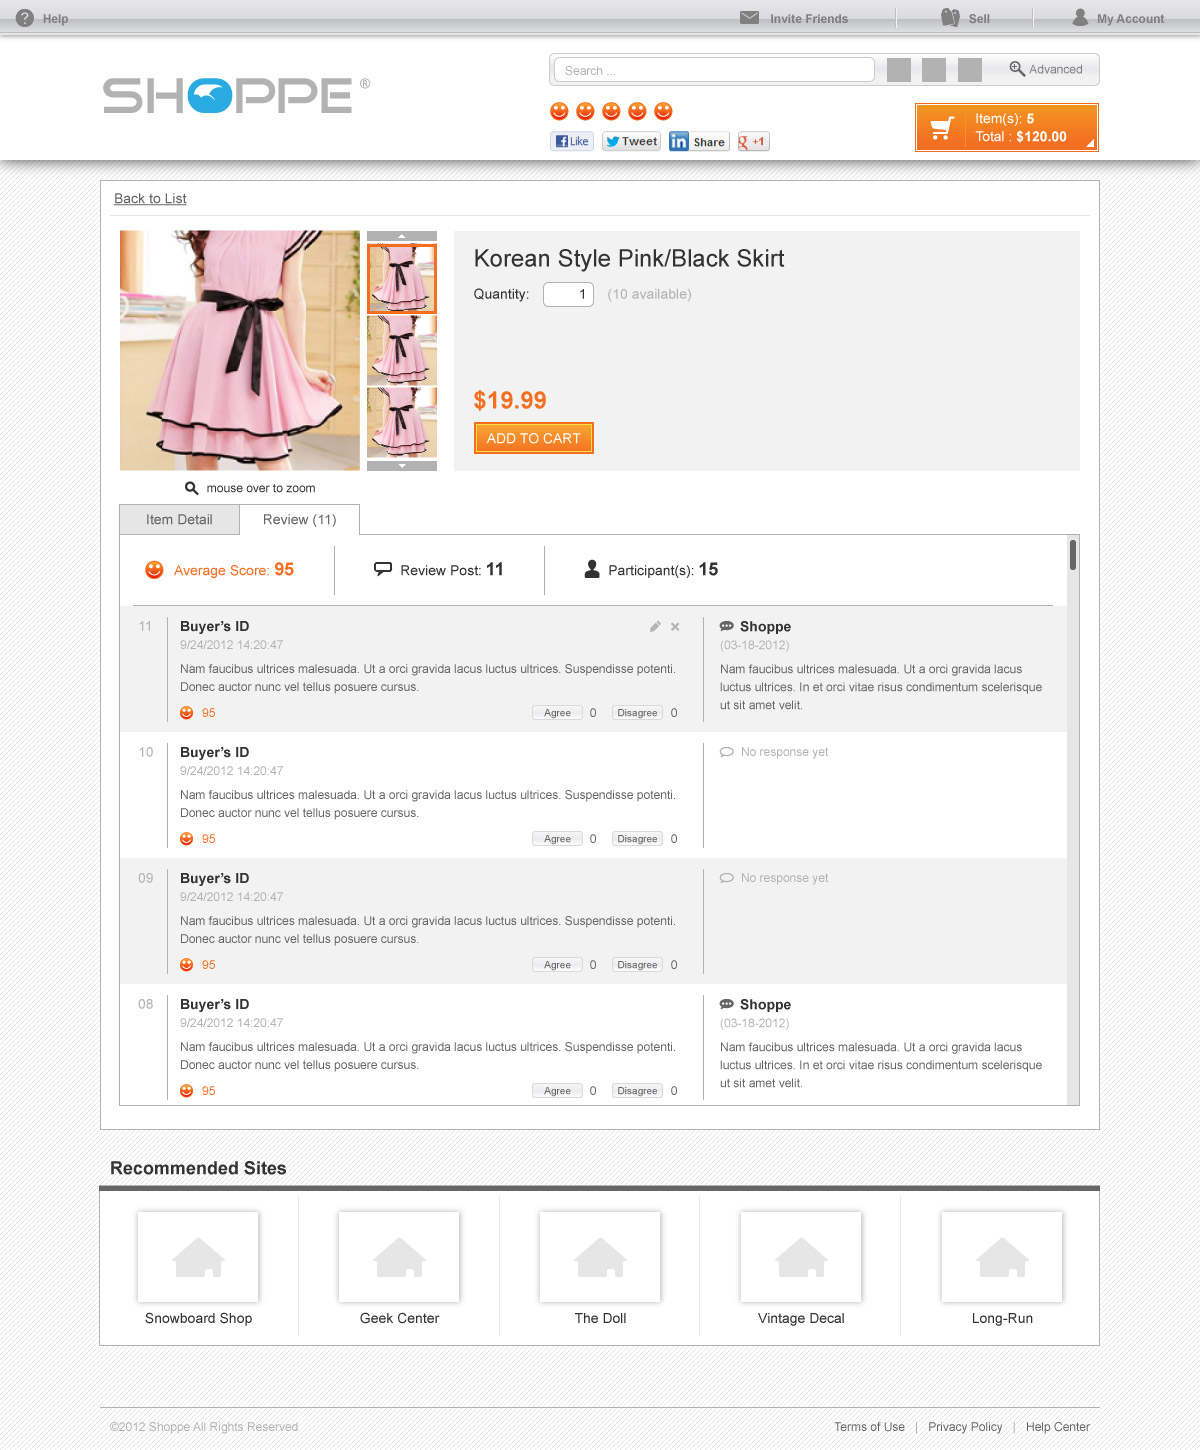 Help
Invite Friends
Sell
My Account
SHOPPE ®
Search ...
Advanced
Like
Tweet
in Share
g +1
Item(s): 5
Total : $120.00
Back to List
Korean Style Pink/Black Skirt
Quantity: 1 (10 available)
$19.99
ADD TO CART
mouse over to zoom
Item Detail
Review (11)
Average Score: 95
Review Post: 11
Participant(s): 15
11
Buyer's ID
9/24/2012 14:20:47
Nam faucibus ultrices malesuada. Ut a orci gravida lacus luctus ultrices. Suspendisse potenti.
Donec auctor nunc vel tellus posuere cursus.
95
Agree 0
Disagree 0
Shoppe
(03-18-2012)
Nam faucibus ultrices malesuada. Ut a orci gravida lacus
luctus ultrices. In et orci vitae risus condimentum scelerisque
ut sit amet velit.
10
Buyer's ID
9/24/2012 14:20:47
Nam faucibus ultrices malesuada. Ut a orci gravida lacus luctus ultrices. Suspendisse potenti.
Donec auctor nunc vel tellus posuere cursus.
95
Agree 0
Disagree 0
No response yet
09
Buyer's ID
9/24/2012 14:20:47
Nam faucibus ultrices malesuada. Ut a orci gravida lacus luctus ultrices. Suspendisse potenti.
Donec auctor nunc vel tellus posuere cursus.
95
Agree 0
Disagree 0
No response yet
08
Buyer's ID
9/24/2012 14:20:47
Nam faucibus ultrices malesuada. Ut a orci gravida lacus luctus ultrices. Suspendisse potenti.
Donec auctor nunc vel tellus posuere cursus.
95
Agree 0
Disagree 0
Shoppe
(03-18-2012)
Nam faucibus ultrices malesuada. Ut a orci gravida lacus
luctus ultrices. In et orci vitae risus condimentum scelerisque
ut sit amet velit.
Recommended Sites
Snowboard Shop
Geek Center
The Doll
Vintage Decal
Long-Run
©2012 Shoppe All Rights Reserved
Terms of Use | Privacy Policy | Help Center